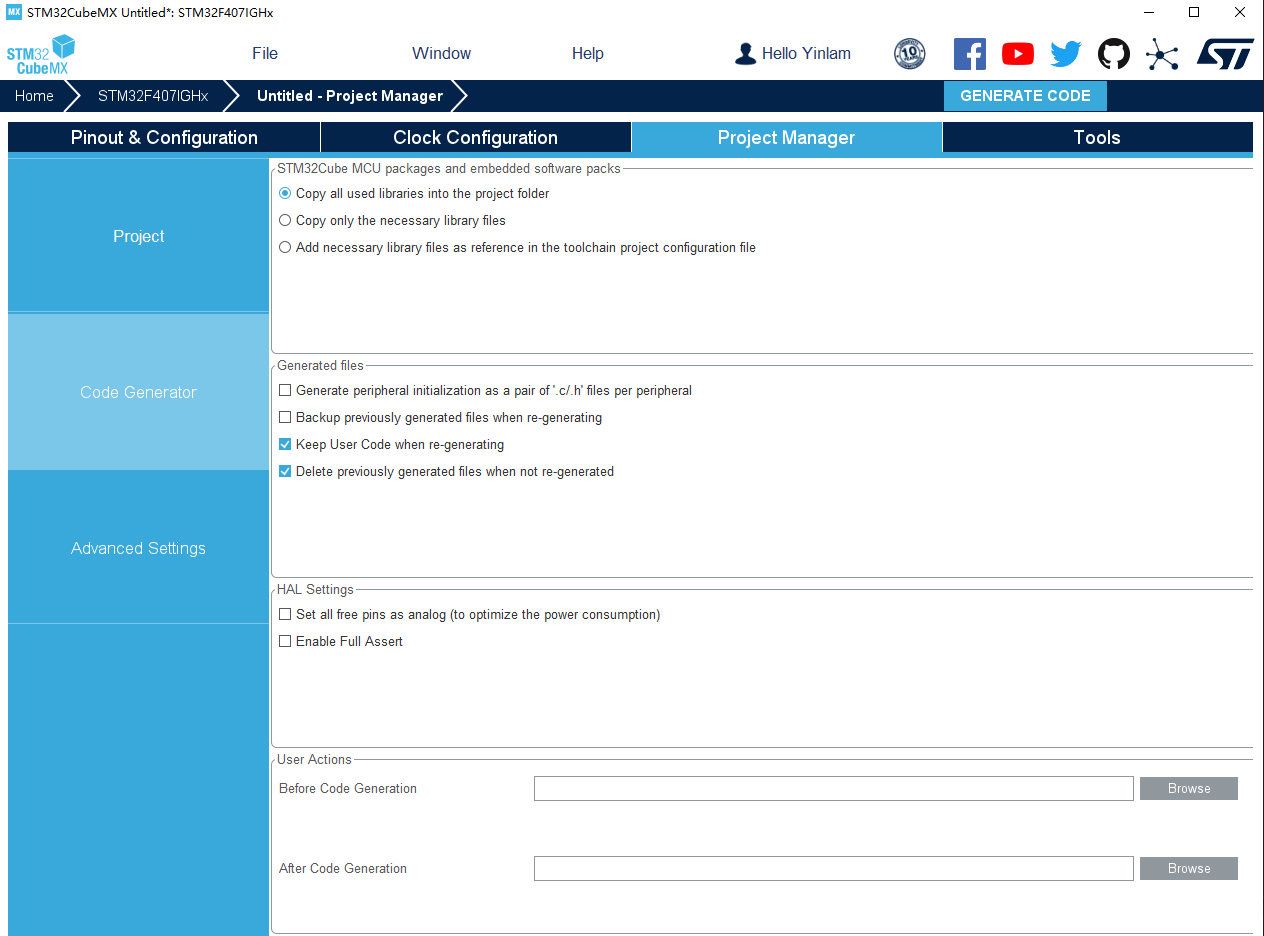 MX STM32CubeMX Untitled*: STM32F407IGHx
STM32
CubeMX
File
Window
Help
Hello Yinlam
10
ST
Home
STM32F407IGHx
Untitled - Project Manager
GENERATE CODE
Pinout & Configuration
Clock Configuration
Project Manager
Tools
Project
Code Generator
Advanced Settings
STM32Cube MCU packages and embedded software packs
Copy all used libraries into the project folder
Copy only the necessary library files
Add necessary library files as reference in the toolchain project configuration file
Generated files
Generate peripheral initialization as a pair of '.c/.h' files per peripheral
Backup previously generated files when re-generating
Keep User Code when re-generating
Delete previously generated files when not re-generated
HAL Settings
Set all free pins as analog (to optimize the power consumption)
Enable Full Assert
User Actions
Before Code Generation
Browse
After Code Generation
Browse